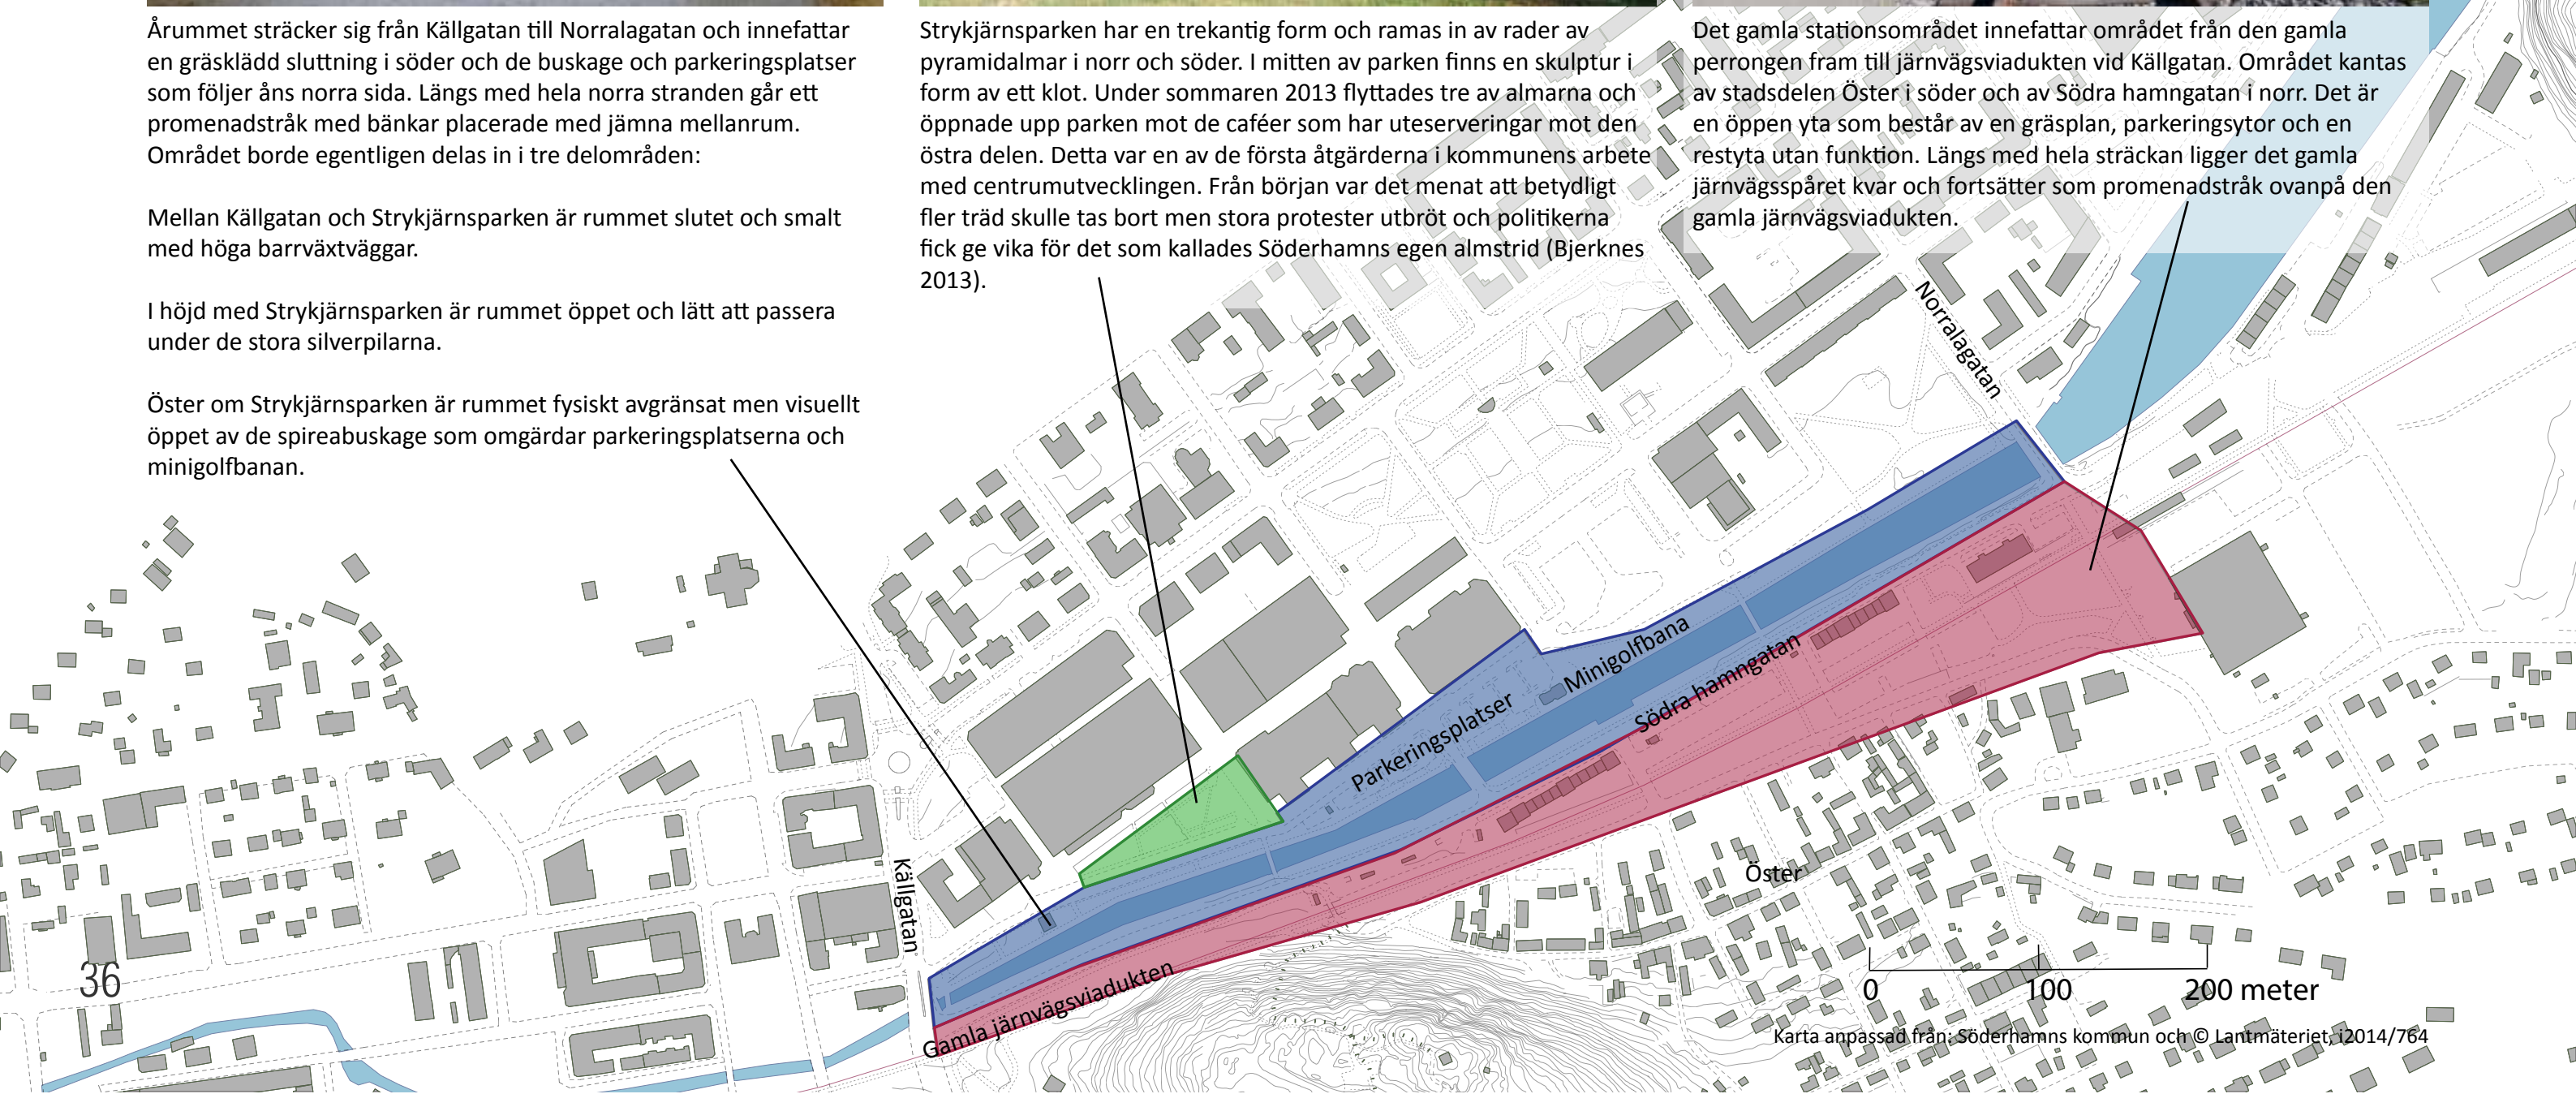 Årummet sträcker sig från Källgatan till Norralagatan och innefattar
en gräsklädd sluttning i söder och de buskage och parkeringsplatser
som följer åns norra sida. Längs med hela norra stranden går ett
promenadstråk med bänkar placerade med jämna mellanrum.
Området borde egentligen delas in i tre delområden:

Mellan Källgatan och Strykjärnsparken är rummet slutet och smalt
med höga barrväxtväggar.

I höjd med Strykjärnsparken är rummet öppet och lätt att passera
under de stora silverpilarna.

Öster om Strykjärnsparken är rummet fysiskt avgränsat men visuellt
öppet av de spireabuskage som omgärdar parkeringsplatserna och
minigolfbanan.

Strykjärnsparken har en trekantig form och ramas in av rader av
pyramidalmar i norr och söder. I mitten av parken finns en skulptur i
form av ett klot. Under sommaren 2013 flyttades tre av almarna och
öppnade upp parken mot de caféer som har uteserveringar mot den
östra delen. Detta var en av de första åtgärderna i kommunens arbete
med centrumutvecklingen. Från början var det menat att betydligt
fler träd skulle tas bort men stora protester utbröt och politikerna
fick ge vika för det som kallades Söderhamns egen almstrid (Bjerknes
2013).

Det gamla stationsområdet innefattar området från den gamla
perrongen fram till järnvägsviadukten vid Källgatan. Området kantas
av stadsdelen Öster i söder och av Södra hamngatan i norr. Det är
en öppen yta som består av en gräsplan, parkeringsytor och en
restyta utan funktion. Längs med hela sträckan ligger det gamla
järnvägsspåret kvar och fortsätter som promenadstråk ovanpå den
gamla järnvägsviadukten.

Norralagatan
Minigolfbana
Södra hamngatan
Parkeringsplatser
Källgatan
Öster
Gamla järnvägsviadukten
0 100 200 meter
Karta anpassad från: Söderhamns kommun och © Lantmäteriet, i2014/764
36